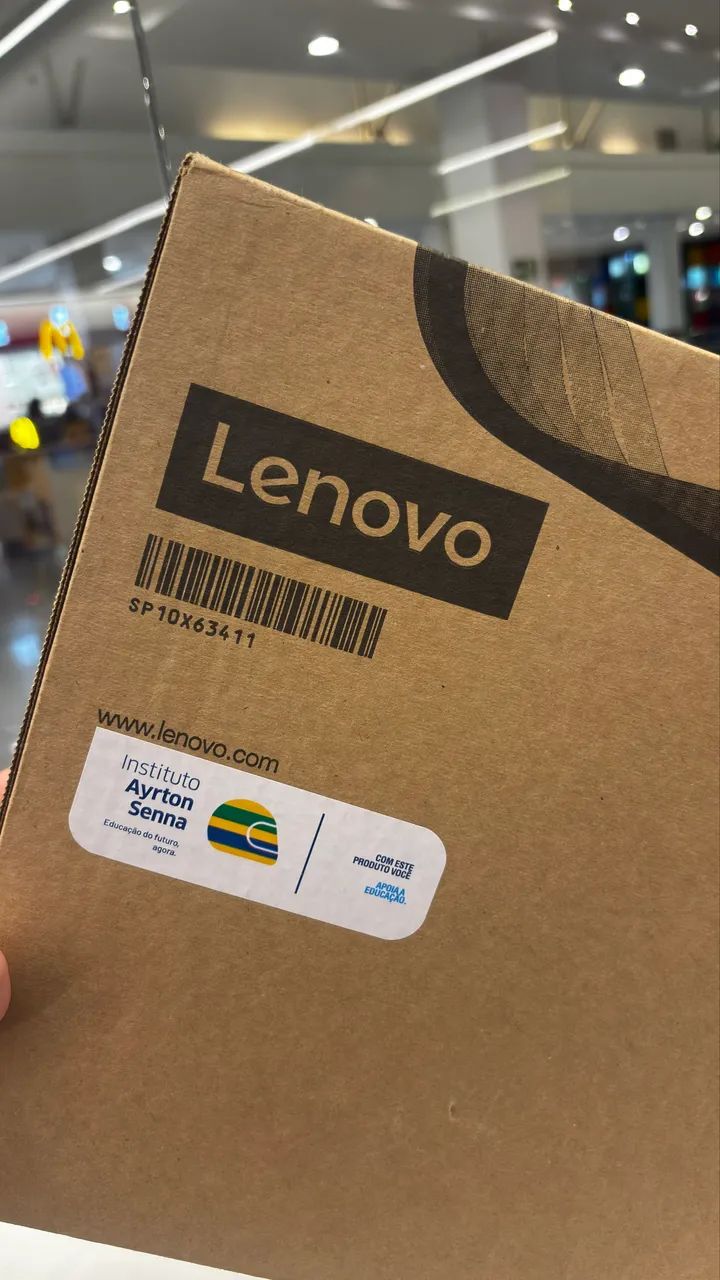 Lenovo
SP10X63411
www.lenovo.com
Instituto
Ayrton
Senna
Educação do futuro,
agora.
COM ESTE
PRODUTO VOCÊ
APOIA A
EDUCAÇÃO.